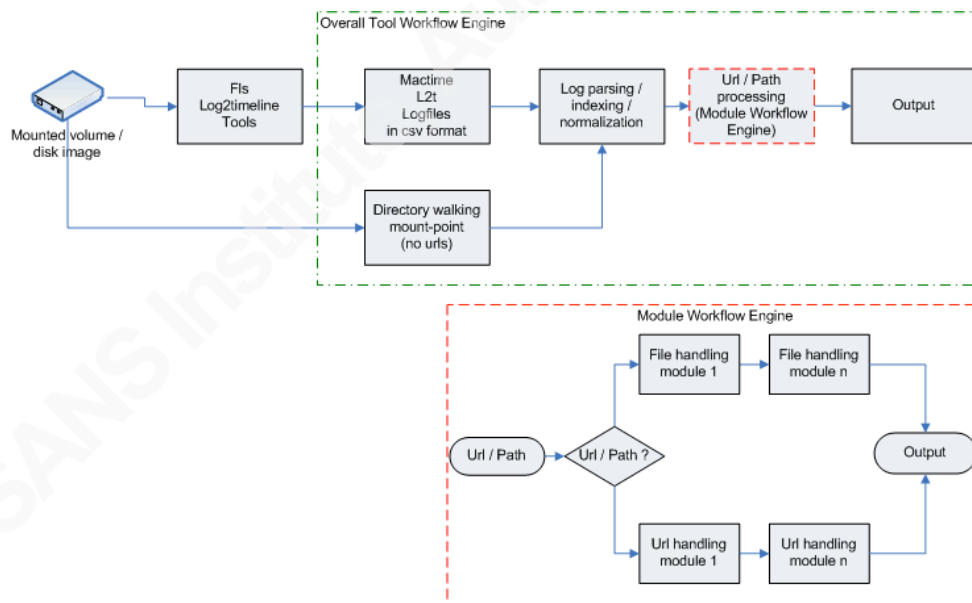 Overall Tool Workflow Engine
Mounted volume /
disk image
Fls
Log2timeline
Tools
Mactime
L2t
Logfiles
in csv format
Log parsing /
indexing /
normalization
Url / Path
processing
(Module Workflow
Engine)
Output
Directory walking
mount-point
(no urls)
Module Workflow Engine
File handling
module 1
File handling
module n
Url / Path
Url / Path ?
Output
Url handling
module 1
Url handling
module n
SANS Institute